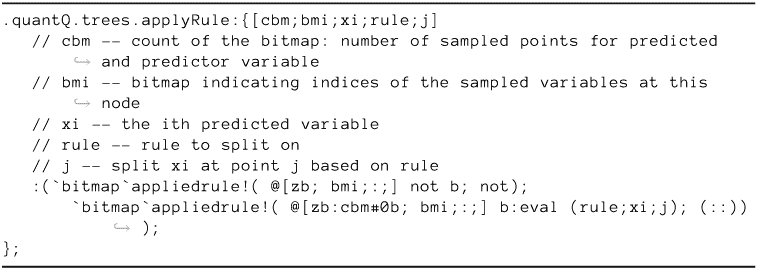 .quantQ.trees.applyRule:{[cbm;bmi;xi;rule;j]
// cbm -- count of the bitmap: number of sampled points for predicted
↪ and predictor variable
// bmi -- bitmap indicating indices of the sampled variables at this
↪ node
// xi -- the ith predicted variable
// rule -- rule to split on
// j -- split xi at point j based on rule
:(`bitmap`appliedrule!( @[zb; bmi;:;] not b; not);
`bitmap`appliedrule!( @[zb:cbm#0b; bmi;:;] b:eval (rule;xi;j); (::))
↪ );
};